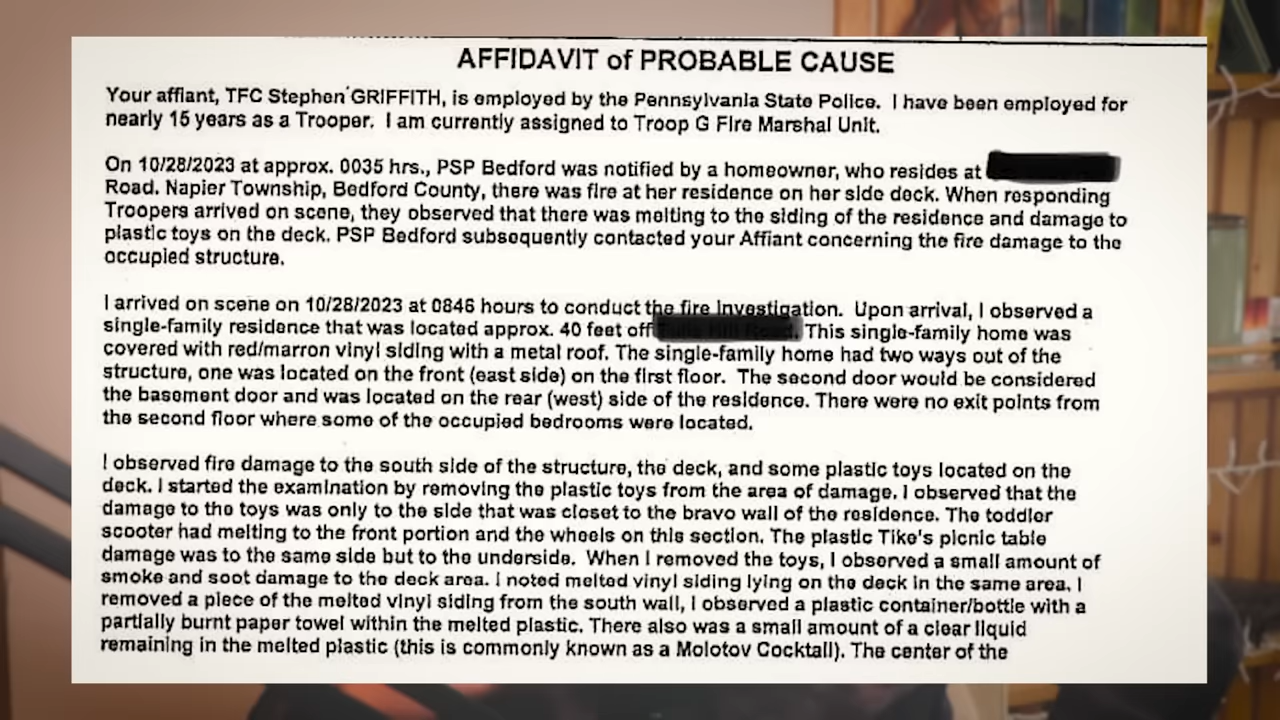 AFFIDAVIT of PROBABLE CAUSE
Your affiant, TFC Stephen GRIFFITH, is employed by the Pennsylvania State Police. I have been employed for
nearly 15 years as a Trooper. I am currently assigned to Troop G Fire Marshal Unit.
On 10/28/2023 at approx. 0035 hrs., PSP Bedford was notified by a homeowner, who resides at
Road. Napier Township, Bedford County, there was fire at her residence on her side deck. When responding
Troopers arrived on scene, they observed that there was melting to the siding of the residence and damage to
plastic toys on the deck. PSP Bedford subsequently contacted your Affiant concerning the fire damage to the
occupied structure.
I arrived on scene on 10/28/2023 at 0846 hours to conduct the fire investigation. Upon arrival, I observed a
single-family residence that was located approx. 40 feet off This single-family home was
covered with red/marron vinyl siding with a metal roof. The single-family home had two ways out of the
structure, one was located on the front (east side) on the first floor. The second door would be considered
the basement door and was located on the rear (west) side of the residence. There were no exit points from
the second floor where some of the occupied bedrooms were located.
I observed fire damage to the south side of the structure, the deck, and some plastic toys located on the
deck. I started the examination by removing the plastic toys from the area of damage. I observed that the
damage to the toys was only to the side that was closet to the bravo wall of the residence. The toddler
scooter had melting to the front portion and the wheels on this section. The plastic Tike's picnic table
damage was to the same side but to the underside. When I removed the toys, I observed a small amount of
smoke and soot damage to the deck area. I noted melted vinyl siding lying on the deck in the same area. I
removed a piece of the melted vinyl siding from the south wall, I observed a plastic container/bottle with a
partially burnt paper towel within the melted plastic. There also was a small amount of a clear liquid
remaining in the melted plastic (this is commonly known as a Molotov Cocktail). The center of the